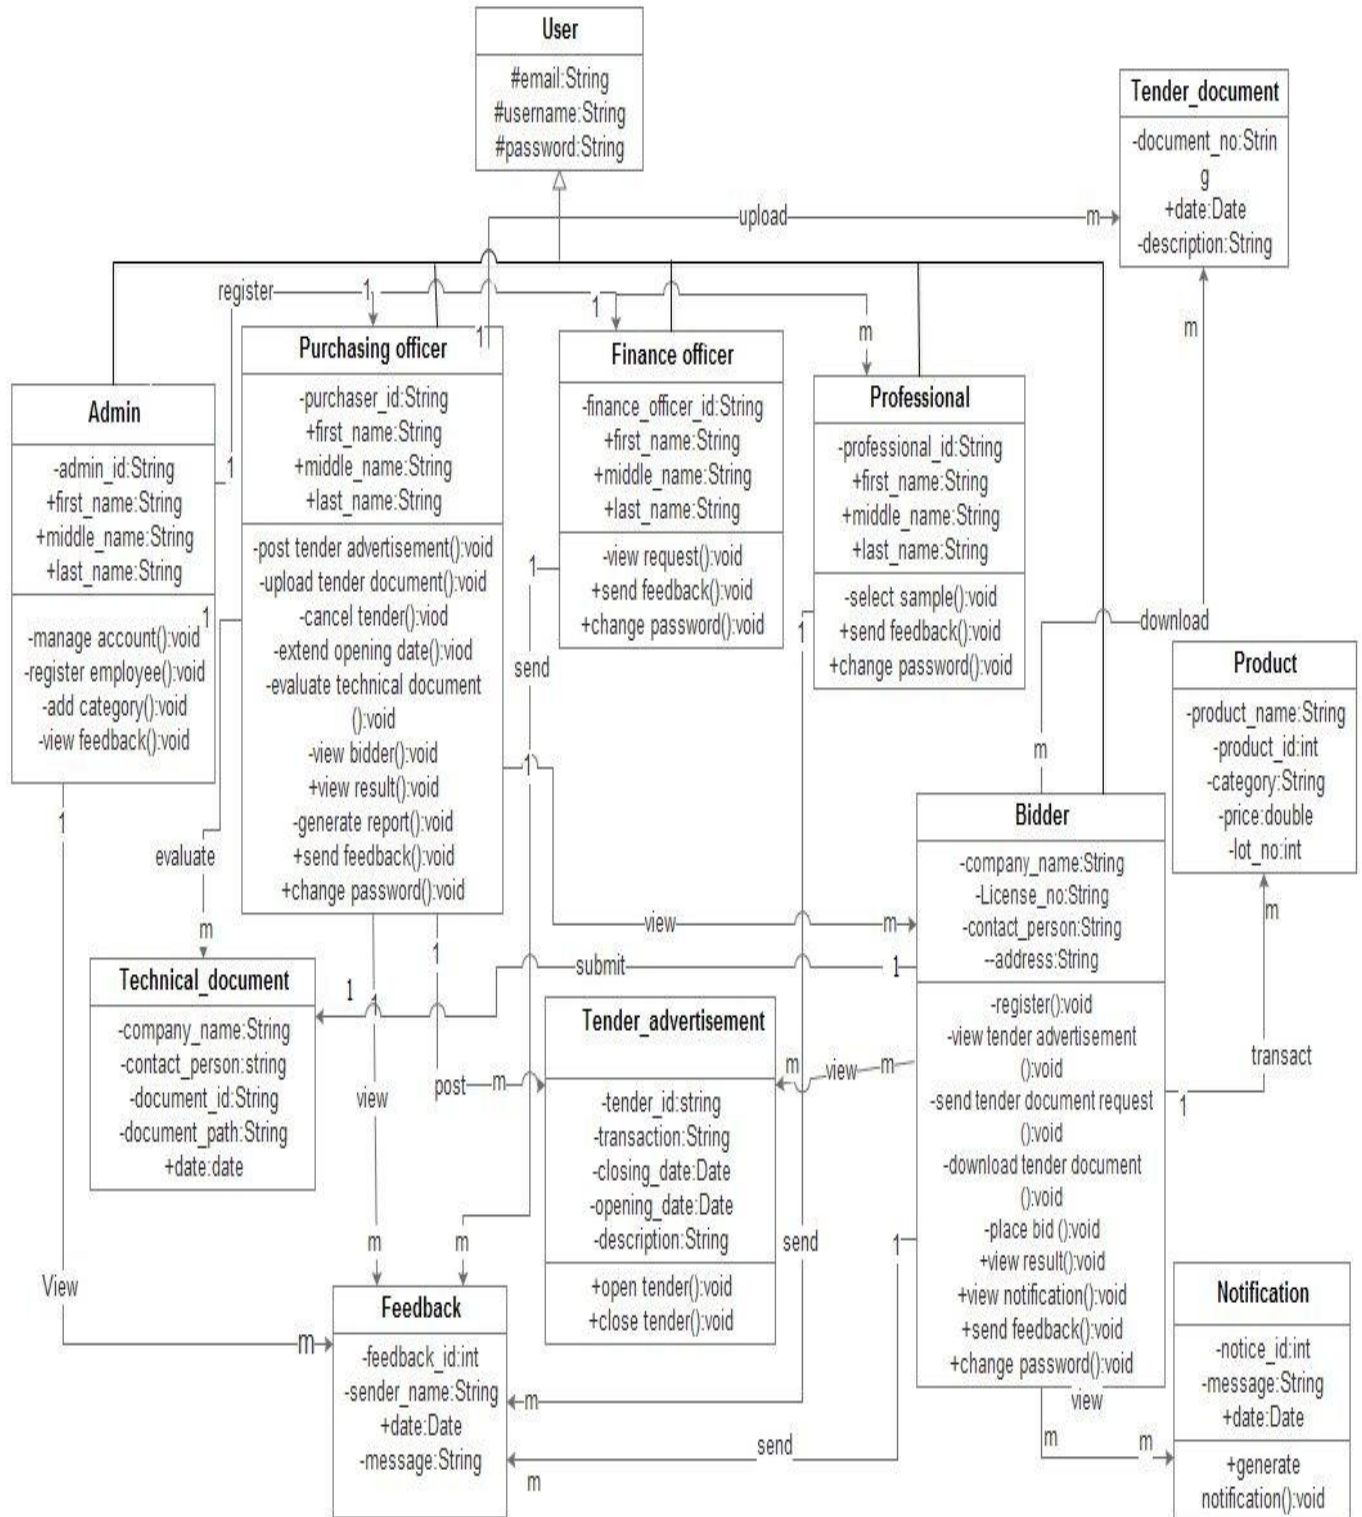 User
#email:String
#username:String
#password:String
Tender_document
-document_no:Strin
g
+date:Date
-description:String
upload
m
register
1
1
1
m
m
Purchasing officer
-purchaser_id:String
+first_name:String
+middle_name:String
+last_name:String
-post tender advertisement():void
-upload tender document():void
-cancel tender():viod
-extend opening date():viod
-evaluate technical document
():void
-view bidder():void
+view result():void
-generate report():void
+send feedback():void
+change password():void
Finance officer
-finance_officer_id:String
+first_name:String
+middle_name:String
+last_name:String
-view request():void
+send feedback():void
+change password():void
Professional
-professional_id:String
+first_name:String
+middle_name:String
+last_name:String
-select sample():void
+send feedback():void
+change password():void
Admin
-admin_id:String
+first_name:String
+middle_name:String
+last_name:String
-manage account():void
-register employee():void
-add category():void
-view feedback():void
1
1
1
1
send
download
m
Product
-product_name:String
-product_id:int
-category:String
-price:double
-lot_no:int
1
1
evaluate
m
Bidder
-company_name:String
-License_no:String
-contact_person:String
--address:String
-register():void
-view tender advertisement
():void
-send tender document request
():void
-download tender document
():void
-place bid ():void
+view result():void
+view notification():void
+send feedback():void
+change password():void
view
m
m
1
submit
1
1
1
Technical_document
-company_name:String
-contact_person:string
-document_id:String
-document_path:String
+date:date
Tender_advertisement
-tender_id:string
-transaction:String
-closing_date:Date
-opening_date:Date
-description:String
+open tender():void
+close tender():void
m
view
m
post
m
view
transact
1
m
m
send
1
View
m
Feedback
-feedback_id:int
-sender_name:String
+date:Date
-message:String
m
send
m
view
m
m
Notification
-notice_id:int
-message:String
+date:Date
+generate
notification():void